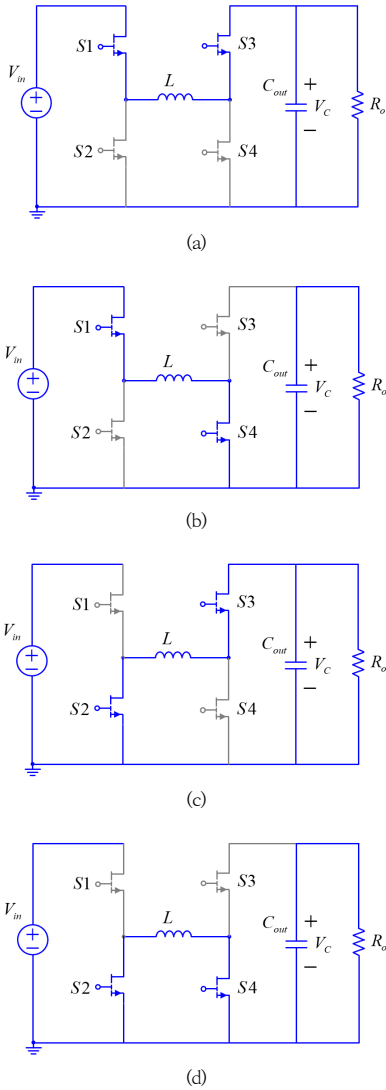 S1
S3
V_in
L
C_out
+
V_C
−
R_o
S2
S4
(a)
S1
S3
V_in
L
C_out
+
V_C
−
R_o
S2
S4
(b)
S1
S3
V_in
L
C_out
+
V_C
−
R_o
S2
S4
(c)
S1
S3
V_in
L
C_out
+
V_C
−
R_o
S2
S4
(d)